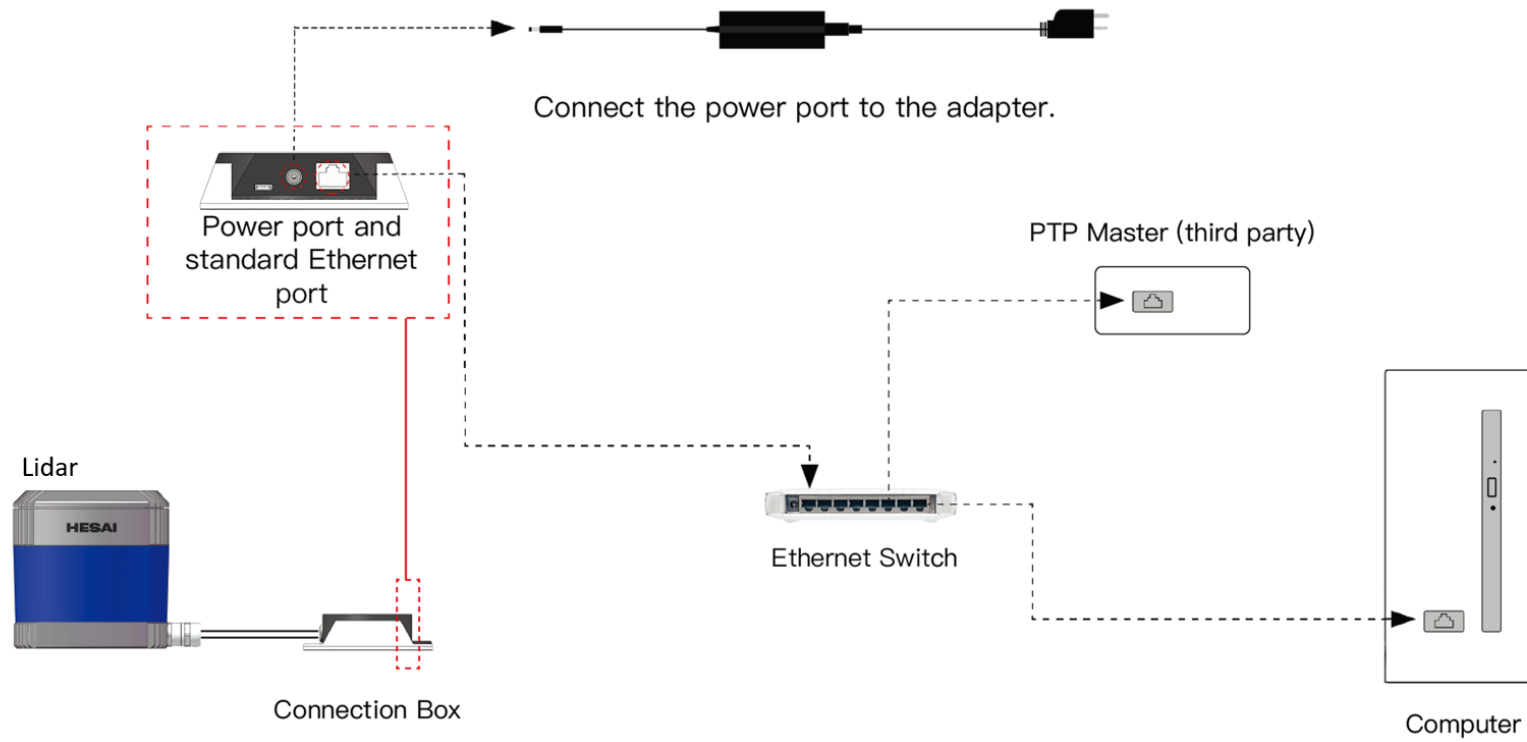 Connect the power port to the adapter.
Power port and
standard Ethernet
port
PTP Master (third party)
Lidar
HESAI
Ethernet Switch
Connection Box
Computer